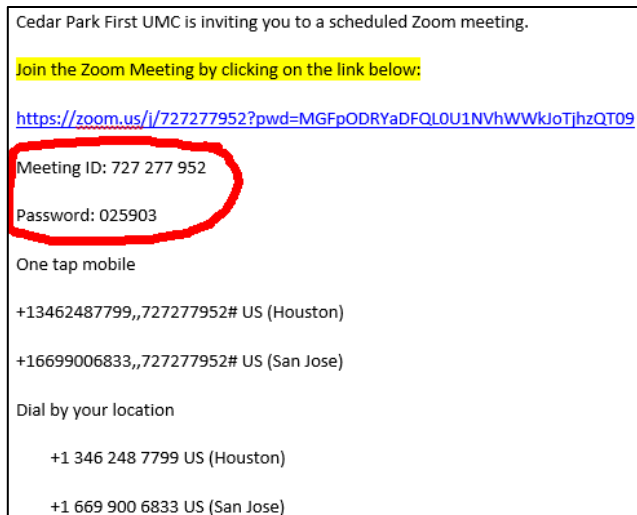 Cedar Park First UMC is inviting you to a scheduled Zoom meeting.
Join the Zoom Meeting by clicking on the link below:
https://zoom.us/j/727277952?pwd=MGFpODRYaDFQL0U1NVhWWkJoTjhzQT09
Meeting ID: 727 277 952
Password: 025903
One tap mobile
+13462487799,,727277952# US (Houston)
+16699006833,,727277952# US (San Jose)
Dial by your location
+1 346 248 7799 US (Houston)
+1 669 900 6833 US (San Jose)